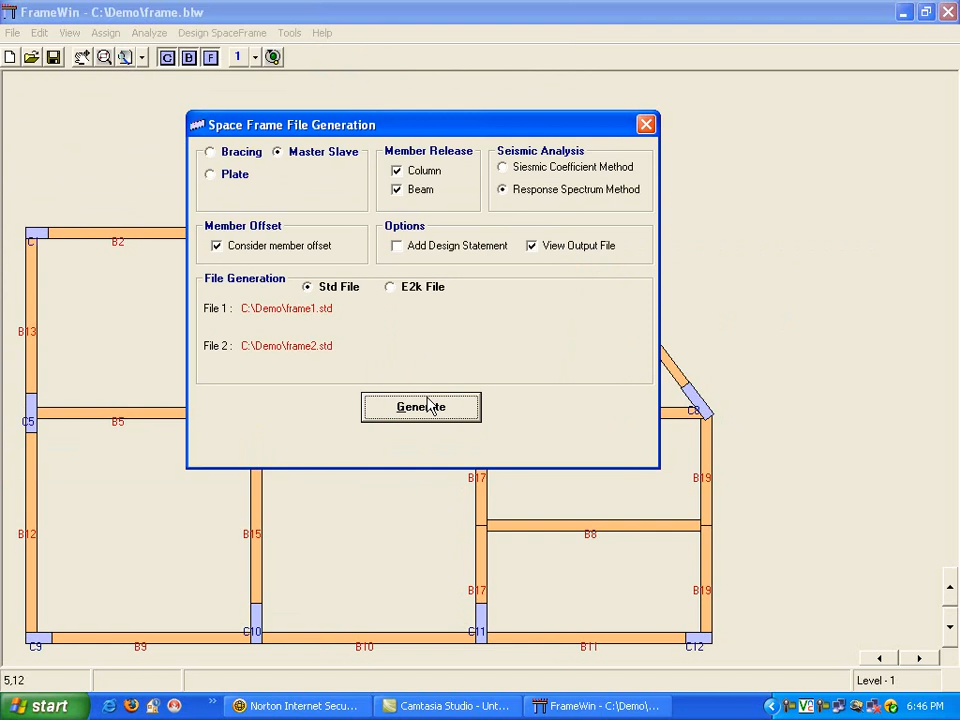 FrameWin - C:\Demo\frame.blw
File Edit View Assign Analyze Design SpaceFrame Tools Help
C B F 1
Space Frame File Generation
Bracing Master Slave
Plate
Member Release
Column
Beam
Seismic Analysis
Siesmic Coefficient Method
Response Spectrum Method
Member Offset
Consider member offset
Options
Add Design Statement View Output File
File Generation Std File E2k File
File 1 : C:\Demo\frame1.std
File 2 : C:\Demo\frame2.std
Generate
C1 B2
B13
C5 B5 C8
B17 B19
B12 B15 B8
B17 B19
C9 B9 C10 B10 C11 B11 C12
5,12 Level - 1
start Norton Internet Secu... Camtasia Studio - Unt... FrameWin - C:\Demo\... 6:46 PM